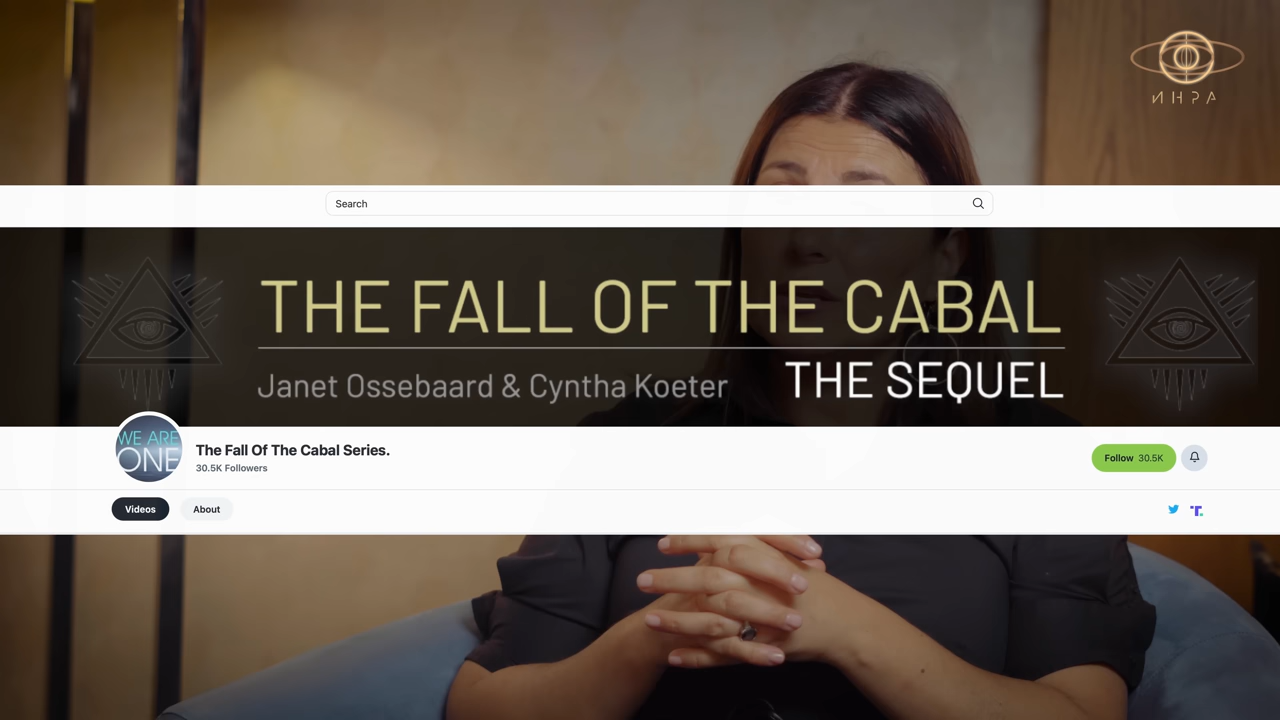 ИНРА
Search
THE FALL OF THE CABAL
Janet Ossebaard & Cyntha Koeter
THE SEQUEL
WE ARE
ONE
The Fall Of The Cabal Series.
30.5K Followers
Follow 30.5K
Videos
About